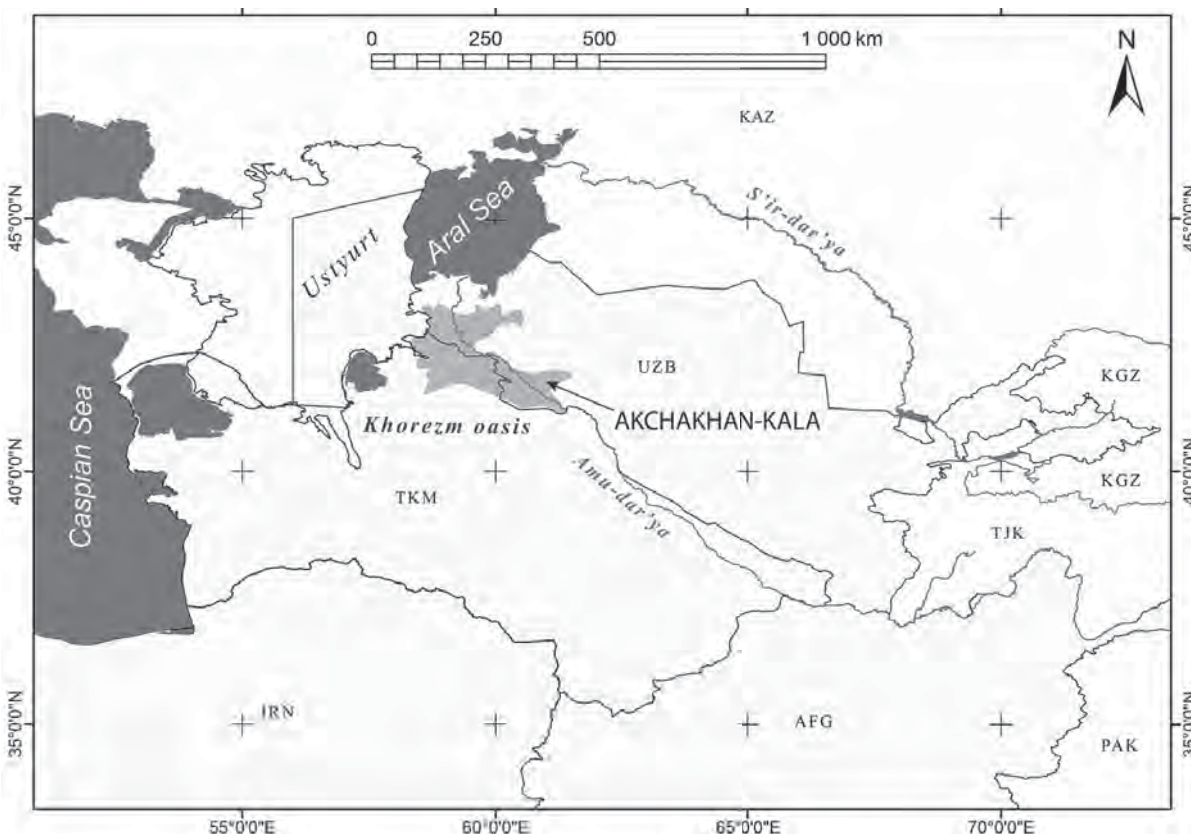 0 250 500 1 000 km
N
KAZ
45°0'0"N
45°0'0"N
Aral Sea
S'ir-dar'ya
Ustyurt
UZB
KGZ
Khorezm oasis
AKCHAKHAN-KALA
Caspian Sea
40°0'0"N
40°0'0"N
TKM
Amu-dar'ya
KGZ
TJK
IRN
AFG
35°0'0"N
35°0'0"N
PAK
55°0'0"E 60°0'0"E 65°0'0"E 70°0'0"E